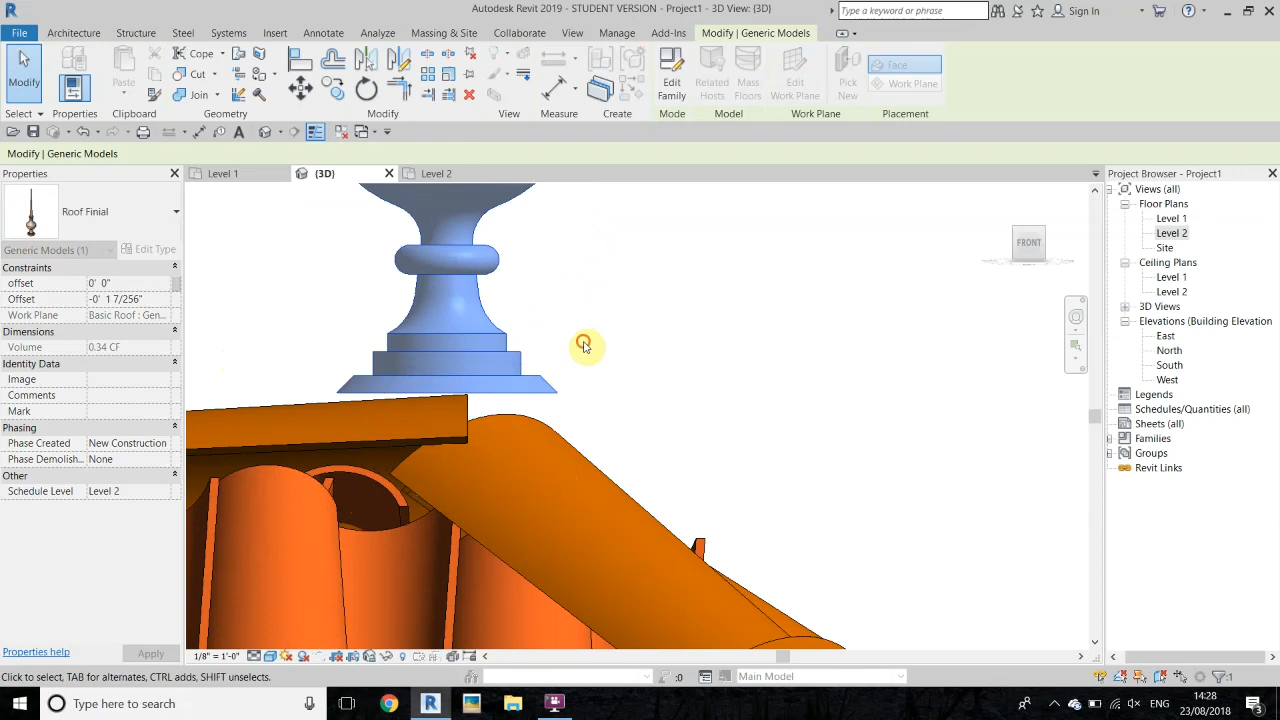 Autodesk Revit 2019 - STUDENT VERSION - Project1 - 3D View: {3D}
Type a keyword or phrase
Sign In
File Architecture Structure Steel Systems Insert Annotate Analyze Massing & Site Collaborate View Manage Add-Ins Modify | Generic Models
Modify
Paste
Cope
Cut
Join
Edit Family
Related Hosts
Mass Floors
Edit Work Plane
Pick New
Face
Work Plane
Select Properties Clipboard Geometry Modify View Measure Create Mode Model Work Plane Placement
Modify | Generic Models
Properties
Level 1
(3D)
Level 2
Project Browser - Project1
Roof Finial
Generic Models (1)
Edit Type
Constraints
offset 0' 0"
Offset -0' 1 7/256"
Work Plane Basic Roof : Gen...
Dimensions
Volume 0.34 CF
Identity Data
Image
Comments
Mark
Phasing
Phase Created New Construction
Phase Demolish... None
Other
Schedule Level Level 2
Properties help
Apply
FRONT
Views (all)
Floor Plans
Level 1
Level 2
Site
Ceiling Plans
Level 1
Level 2
3D Views
Elevations (Building Elevation
East
North
South
West
Legends
Schedules/Quantities (all)
Sheets (all)
Families
Groups
Revit Links
1/8" = 1'-0"
Click to select, TAB for alternates, CTRL adds, SHIFT unselects.
:0
Main Model
:1
Type here to search
ENG
14:28
23/08/2018
3